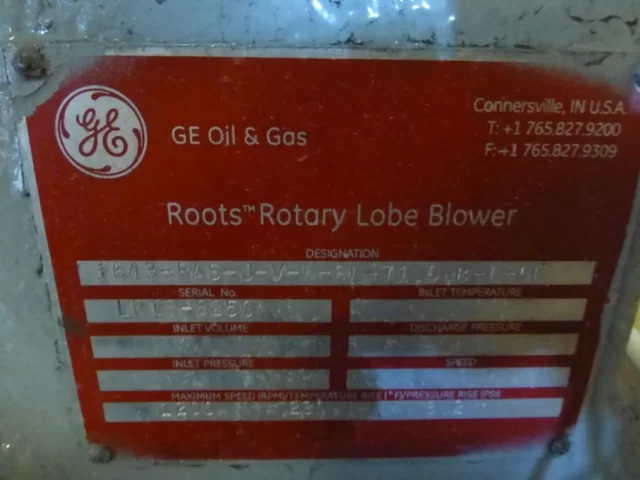 GE
GE Oil & Gas
Connersville, IN U.S.A.
T: +1 765.827.9200
F: +1 765.827.9309
Roots™ Rotary Lobe Blower
DESIGNATION
SERIAL No.
INLET TEMPERATURE
INLET VOLUME
DISCHARGE PRESSURE
INLET PRESSURE
SPEED
MAXIMUM SPEED (RPM)/TEMPERATURE RISE (°F)/PRESSURE RISE (PSI)